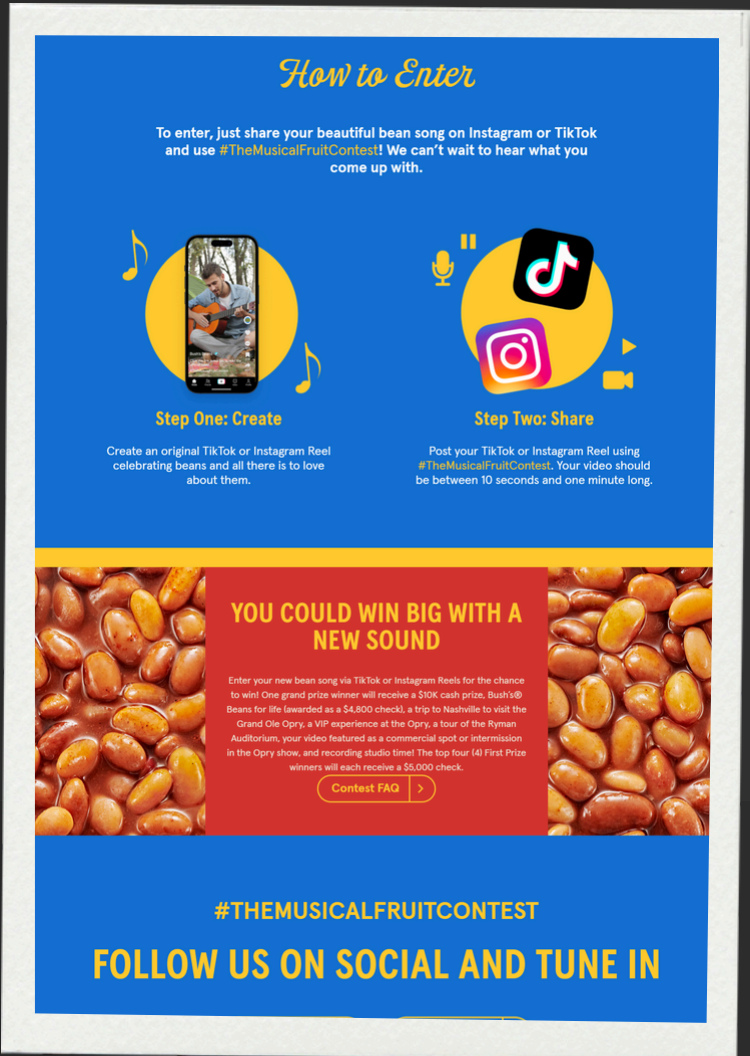 How to Enter
To enter, just share your beautiful bean song on Instagram or TikTok
and use #TheMusicalFruitContest! We can't wait to hear what you
come up with.
Step One: Create
Create an original TikTok or Instagram Reel
celebrating beans and all there is to love
about them.
Step Two: Share
Post your TikTok or Instagram Reel using
#TheMusicalFruitContest. Your video should
be between 10 seconds and one minute long.
YOU COULD WIN BIG WITH A
NEW SOUND
Enter your new bean song via TikTok or Instagram Reels for the chance
to win! One grand prize winner will receive a $10K cash prize, Bush's®
Beans for life (awarded as a $4,800 check), a trip to Nashville to visit the
Grand Ole Opry, a VIP experience at the Opry, a tour of the Ryman
Auditorium, your video featured as a commercial spot or intermission
in the Opry show, and recording studio time! The top four (4) First Prize
winners will each receive a $5,000 check.
Contest FAQ
#THEMUSICALFRUITCONTEST
FOLLOW US ON SOCIAL AND TUNE IN